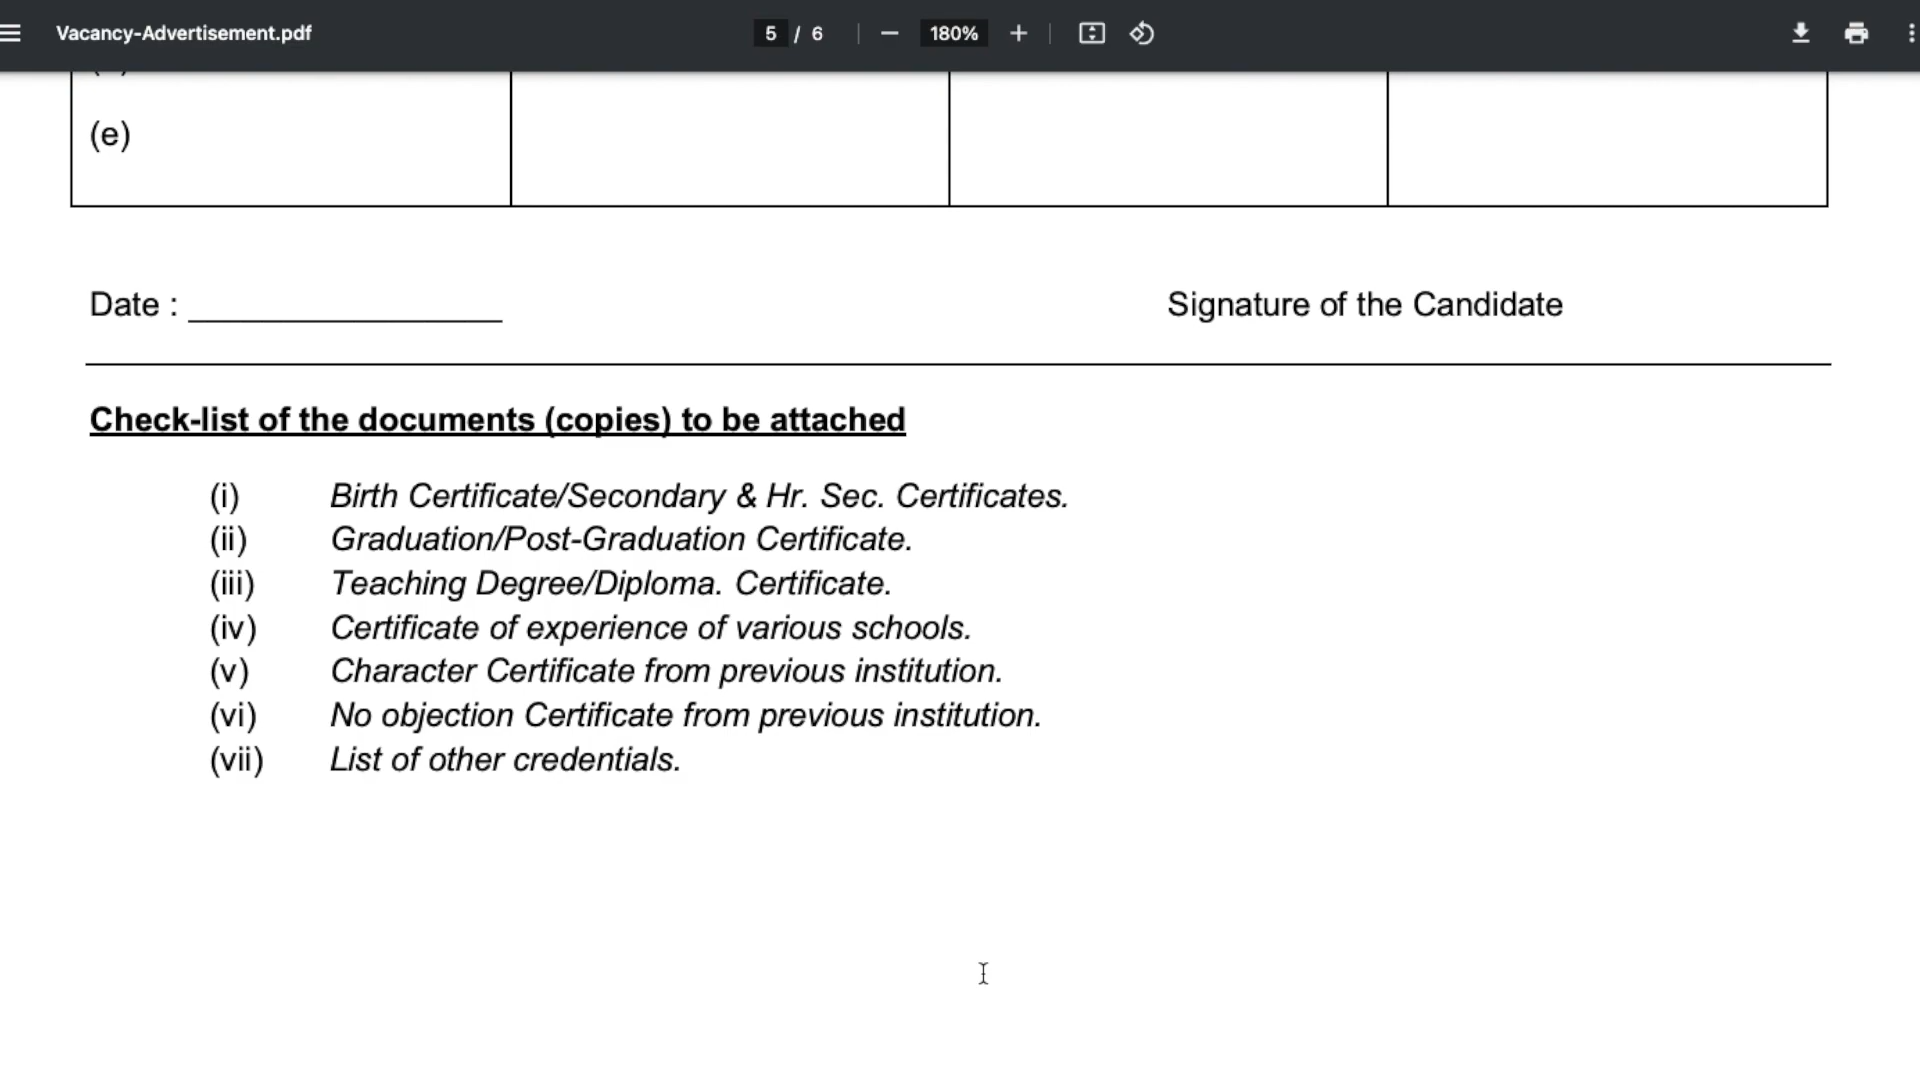 Vacancy-Advertisement.pdf 5 / 6 180%
(e)
Date : _________________ Signature of the Candidate
Check-list of the documents (copies) to be attached
(i) Birth Certificate/Secondary & Hr. Sec. Certificates.
(ii) Graduation/Post-Graduation Certificate.
(iii) Teaching Degree/Diploma. Certificate.
(iv) Certificate of experience of various schools.
(v) Character Certificate from previous institution.
(vi) No objection Certificate from previous institution.
(vii) List of other credentials.